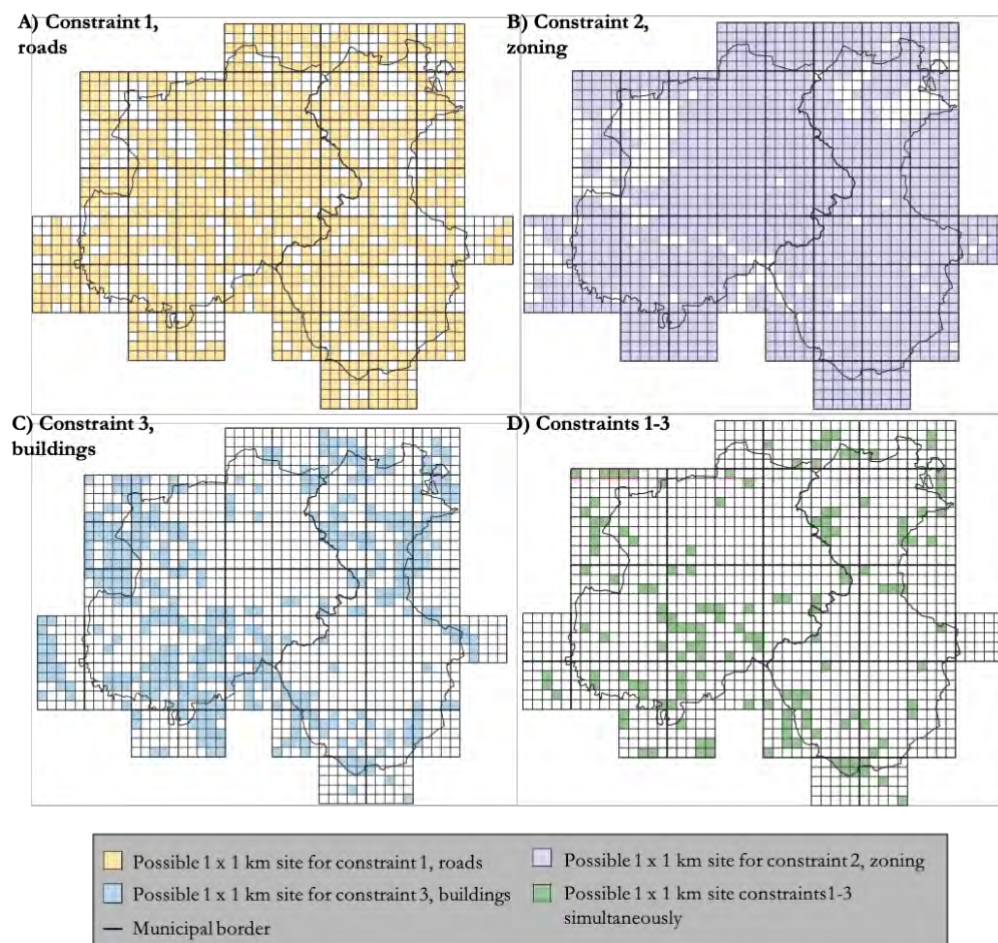 A) Constraint 1,
roads
B) Constraint 2,
zoning
C) Constraint 3,
buildings
D) Constraints 1-3
Possible 1 x 1 km site for constraint 1, roads
Possible 1 x 1 km site for constraint 2, zoning
Possible 1 x 1 km site for constraint 3, buildings
Possible 1 x 1 km site constraints1-3
simultaneously
Municipal border